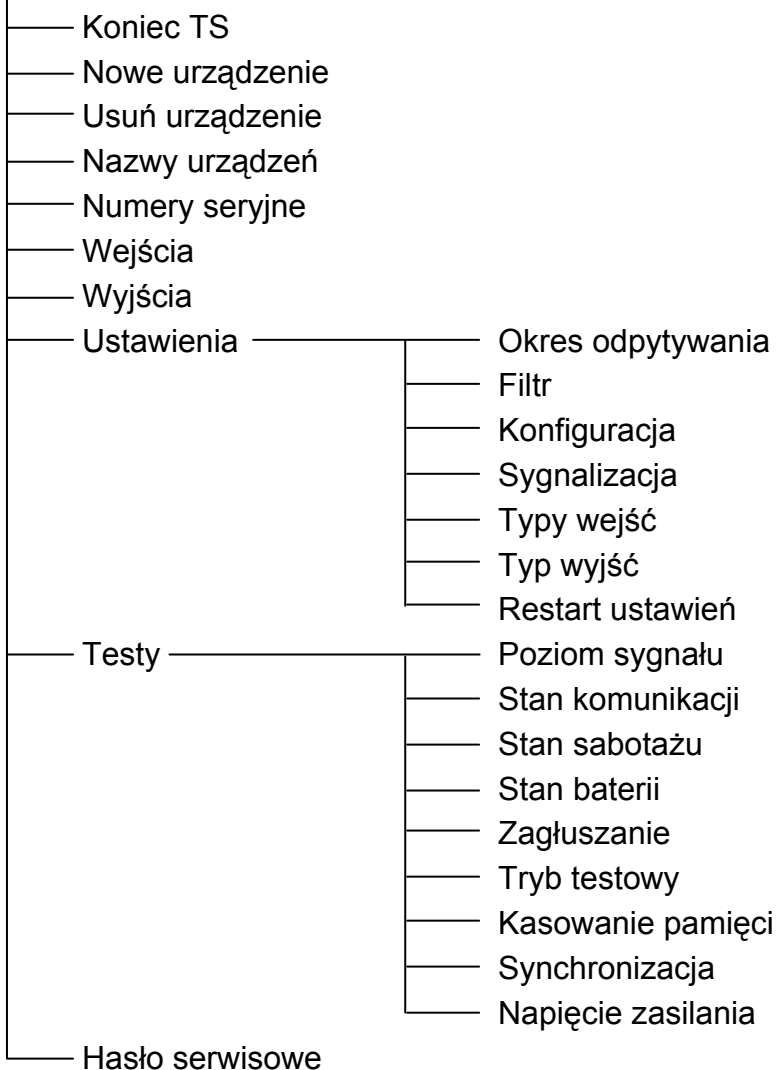 Koniec TS
Nowe urządzenie
Usuń urządzenie
Nazwy urządzeń
Numery seryjne
Wejścia
Wyjścia
Ustawienia
Okres odpytywania
Filtr
Konfiguracja
Sygnalizacja
Typy wejść
Typ wyjść
Restart ustawień
Testy
Poziom sygnału
Stan komunikacji
Stan sabotażu
Stan baterii
Zagłuszanie
Tryb testowy
Kasowanie pamięci
Synchronizacja
Napięcie zasilania
Hasło serwisowe